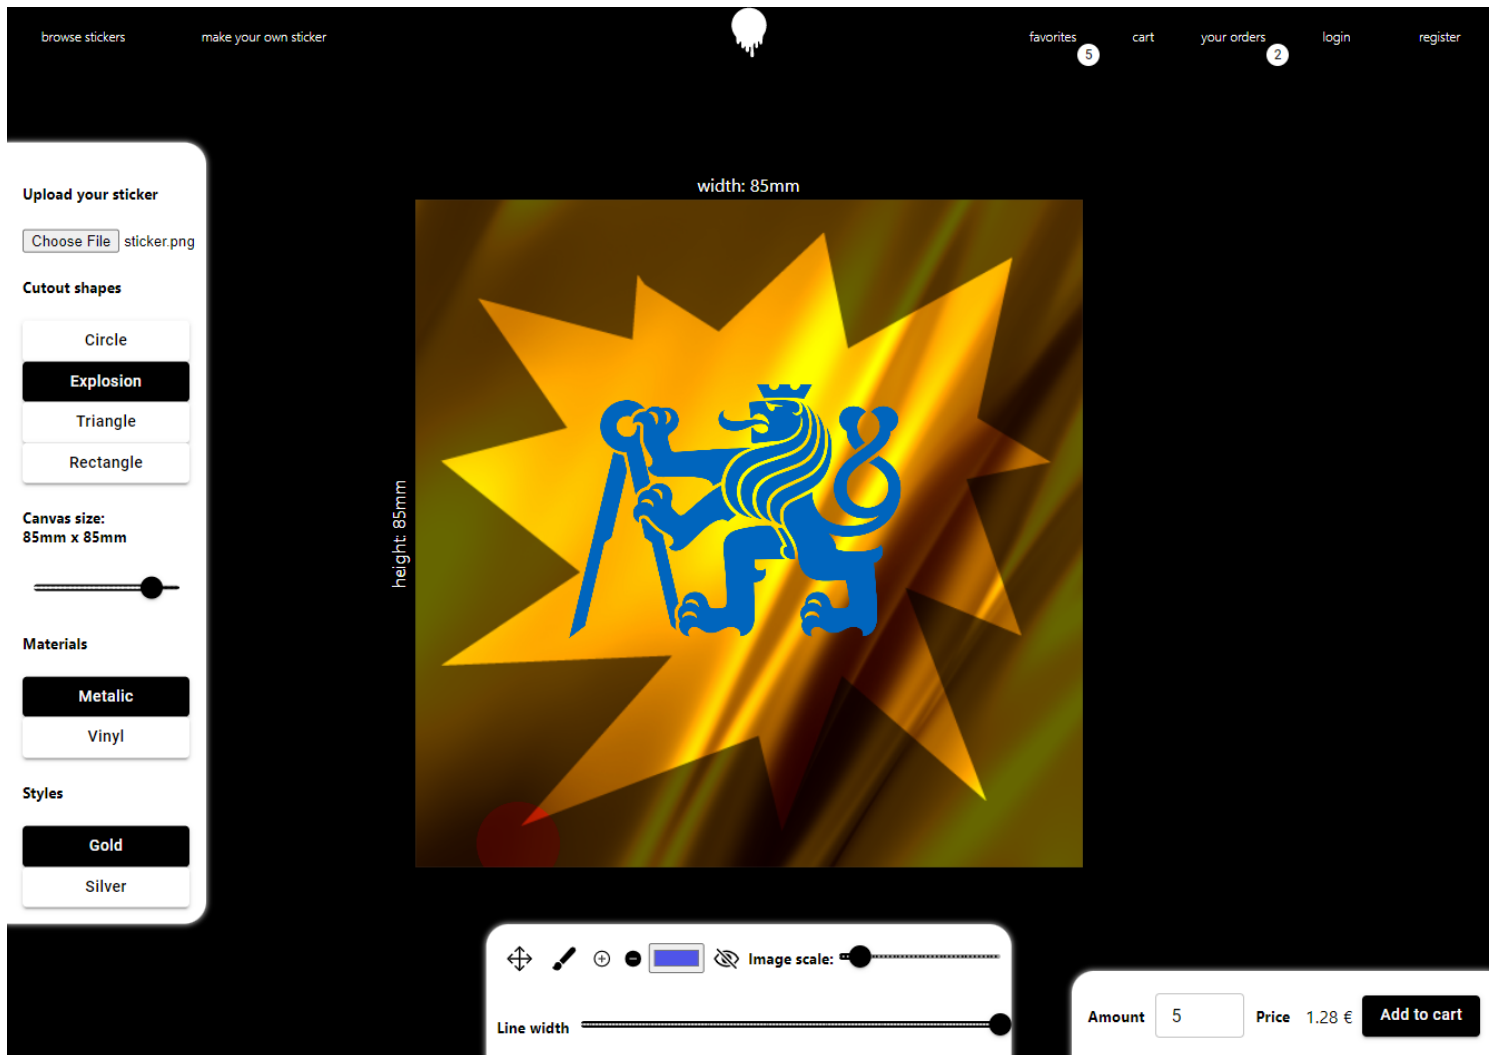 browse stickers
make your own sticker
favorites
5
cart
your orders
2
login
register
Upload your sticker
Choose File sticker.png
Cutout shapes
Circle
Explosion
Triangle
Rectangle
Canvas size:
85mm x 85mm
Materials
Metalic
Vinyl
Styles
Gold
Silver
width: 85mm
height: 85mm
Image scale:
Line width
Amount 5 Price 1.28 € Add to cart